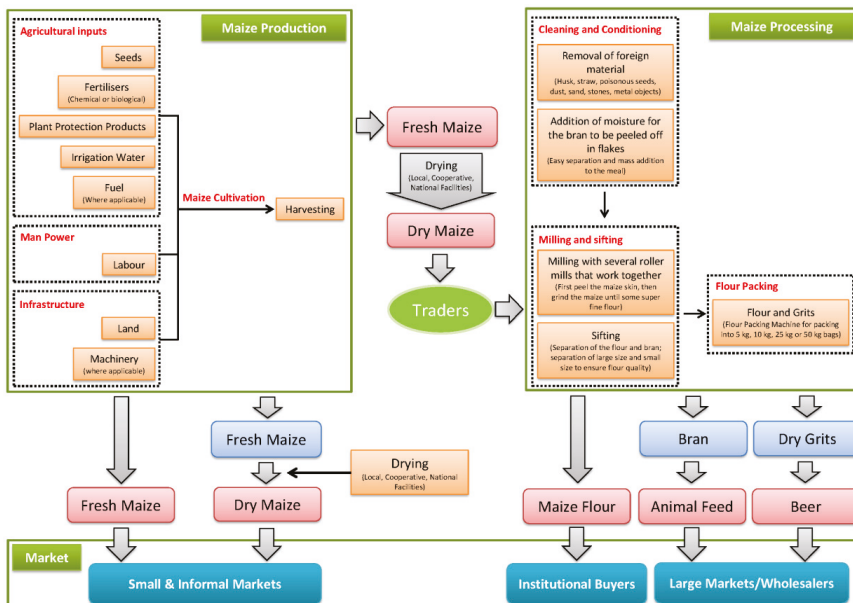 Maize Production
Agricultural inputs
Seeds
Fertilisers
(Chemical or biological)
Plant Protection Products
Irrigation Water
Fuel
(Where applicable)
Man Power
Labour
Infrastructure
Land
Machinery
(where applicable)
Maize Cultivation
Harvesting
Fresh Maize
Drying
(Local, Cooperative,
National Facilities)
Dry Maize
Traders
Maize Processing
Cleaning and Conditioning
Removal of foreign
material
(Husk, straw, poisonous seeds,
dust, sand, stones, metal objects)
Addition of moisture for
the bran to be peeled off
in flakes
(Easy separation and mass addition
to the meal)
Milling and sifting
Milling with several roller
mills that work together
(First peel the maize skin, then
grind the maize until some super
fine flour)
Sifting
(Separation of the flour and bran;
separation of large size and small
size to ensure flour quality)
Flour Packing
Flour and Grits
(Flour Packing Machine for packing
into 5 kg, 10 kg, 25 kg or 50 kg bags)
Fresh Maize
Drying
(Local, Cooperative, National
Facilities)
Fresh Maize
Dry Maize
Bran
Dry Grits
Maize Flour
Animal Feed
Beer
Market
Small & Informal Markets
Institutional Buyers
Large Markets/Wholesalers